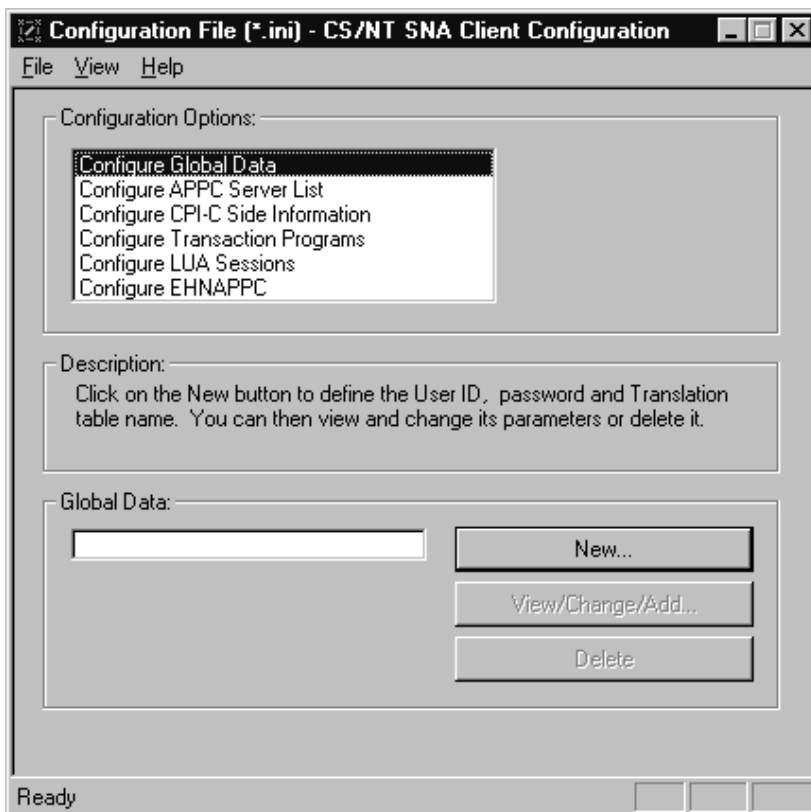 Configuration File (*.ini) - CS/NT SNA Client Configuration
File View Help
Configuration Options:
Configure Global Data
Configure APPC Server List
Configure CPI-C Side Information
Configure Transaction Programs
Configure LUA Sessions
Configure EHNAPPC
Description:
Click on the New button to define the User ID, password and Translation
table name. You can then view and change its parameters or delete it.
Global Data:
New...
View/Change/Add...
Delete
Ready